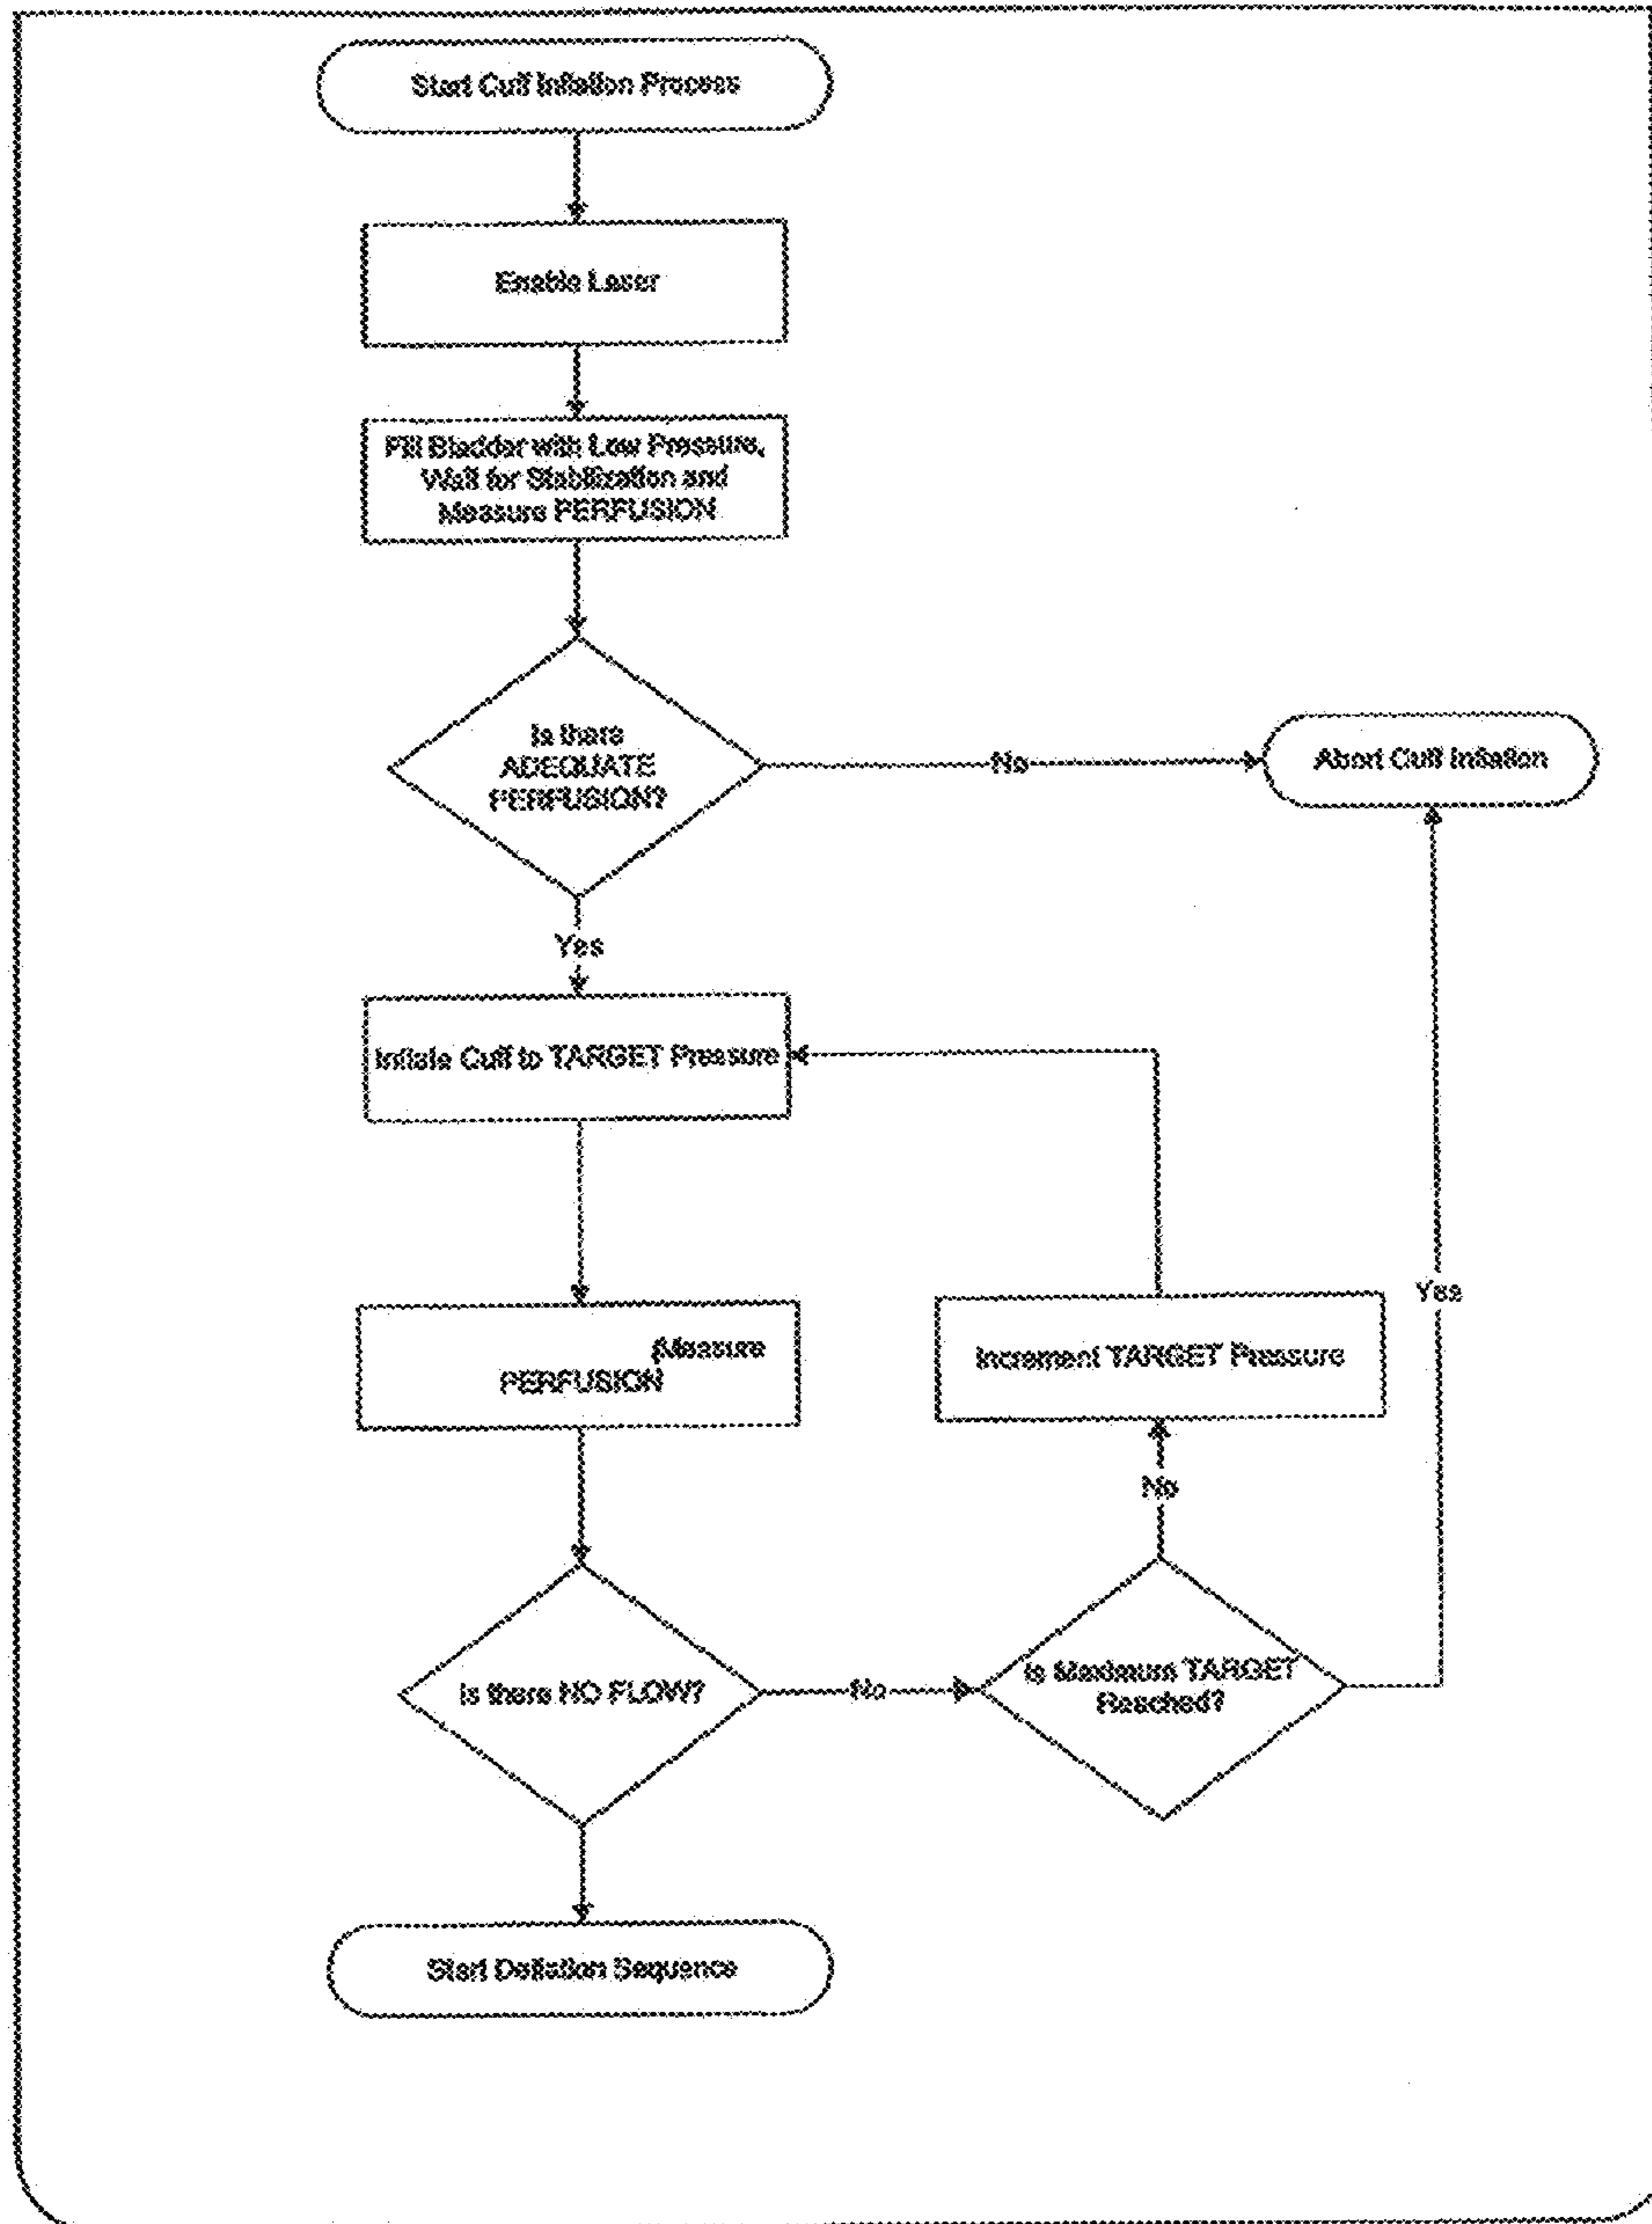 Start Cuff Inflation Process
Enable Laser
Fill Bladder with Low Pressure,
Wait for Stabilization and
Measure PERFUSION
Is there
ADEQUATE
PERFUSION?
No
Abort Cuff Inflation
Yes
Inflate Cuff to TARGET Pressure
Measure
PERFUSION
Increment TARGET Pressure
Yes
No
Is there NO FLOW?
No
Is Maximum TARGET
Reached?
Start Deflation Sequence